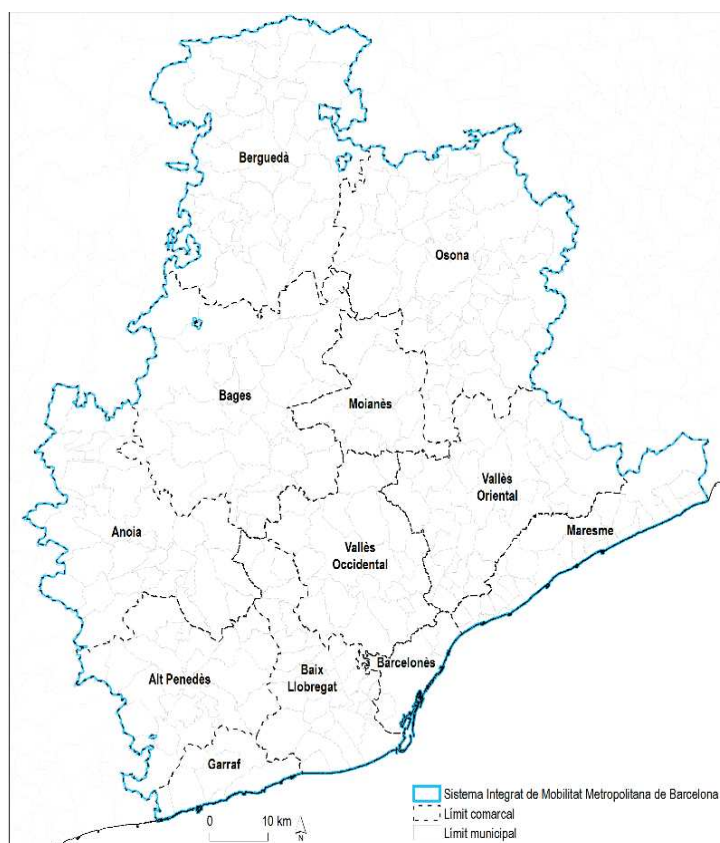 Berguedà
Osona
Bages
Moianès
Vallès
Oriental
Maresme
Anoia
Vallès
Occidental
Barcelonès
Alt Penedès
Baix
Llobregat
Garraf
0 10 km
N
Sistema Integrat de Mobilitat Metropolitana de Barcelona
Límit comarcal
Límit municipal